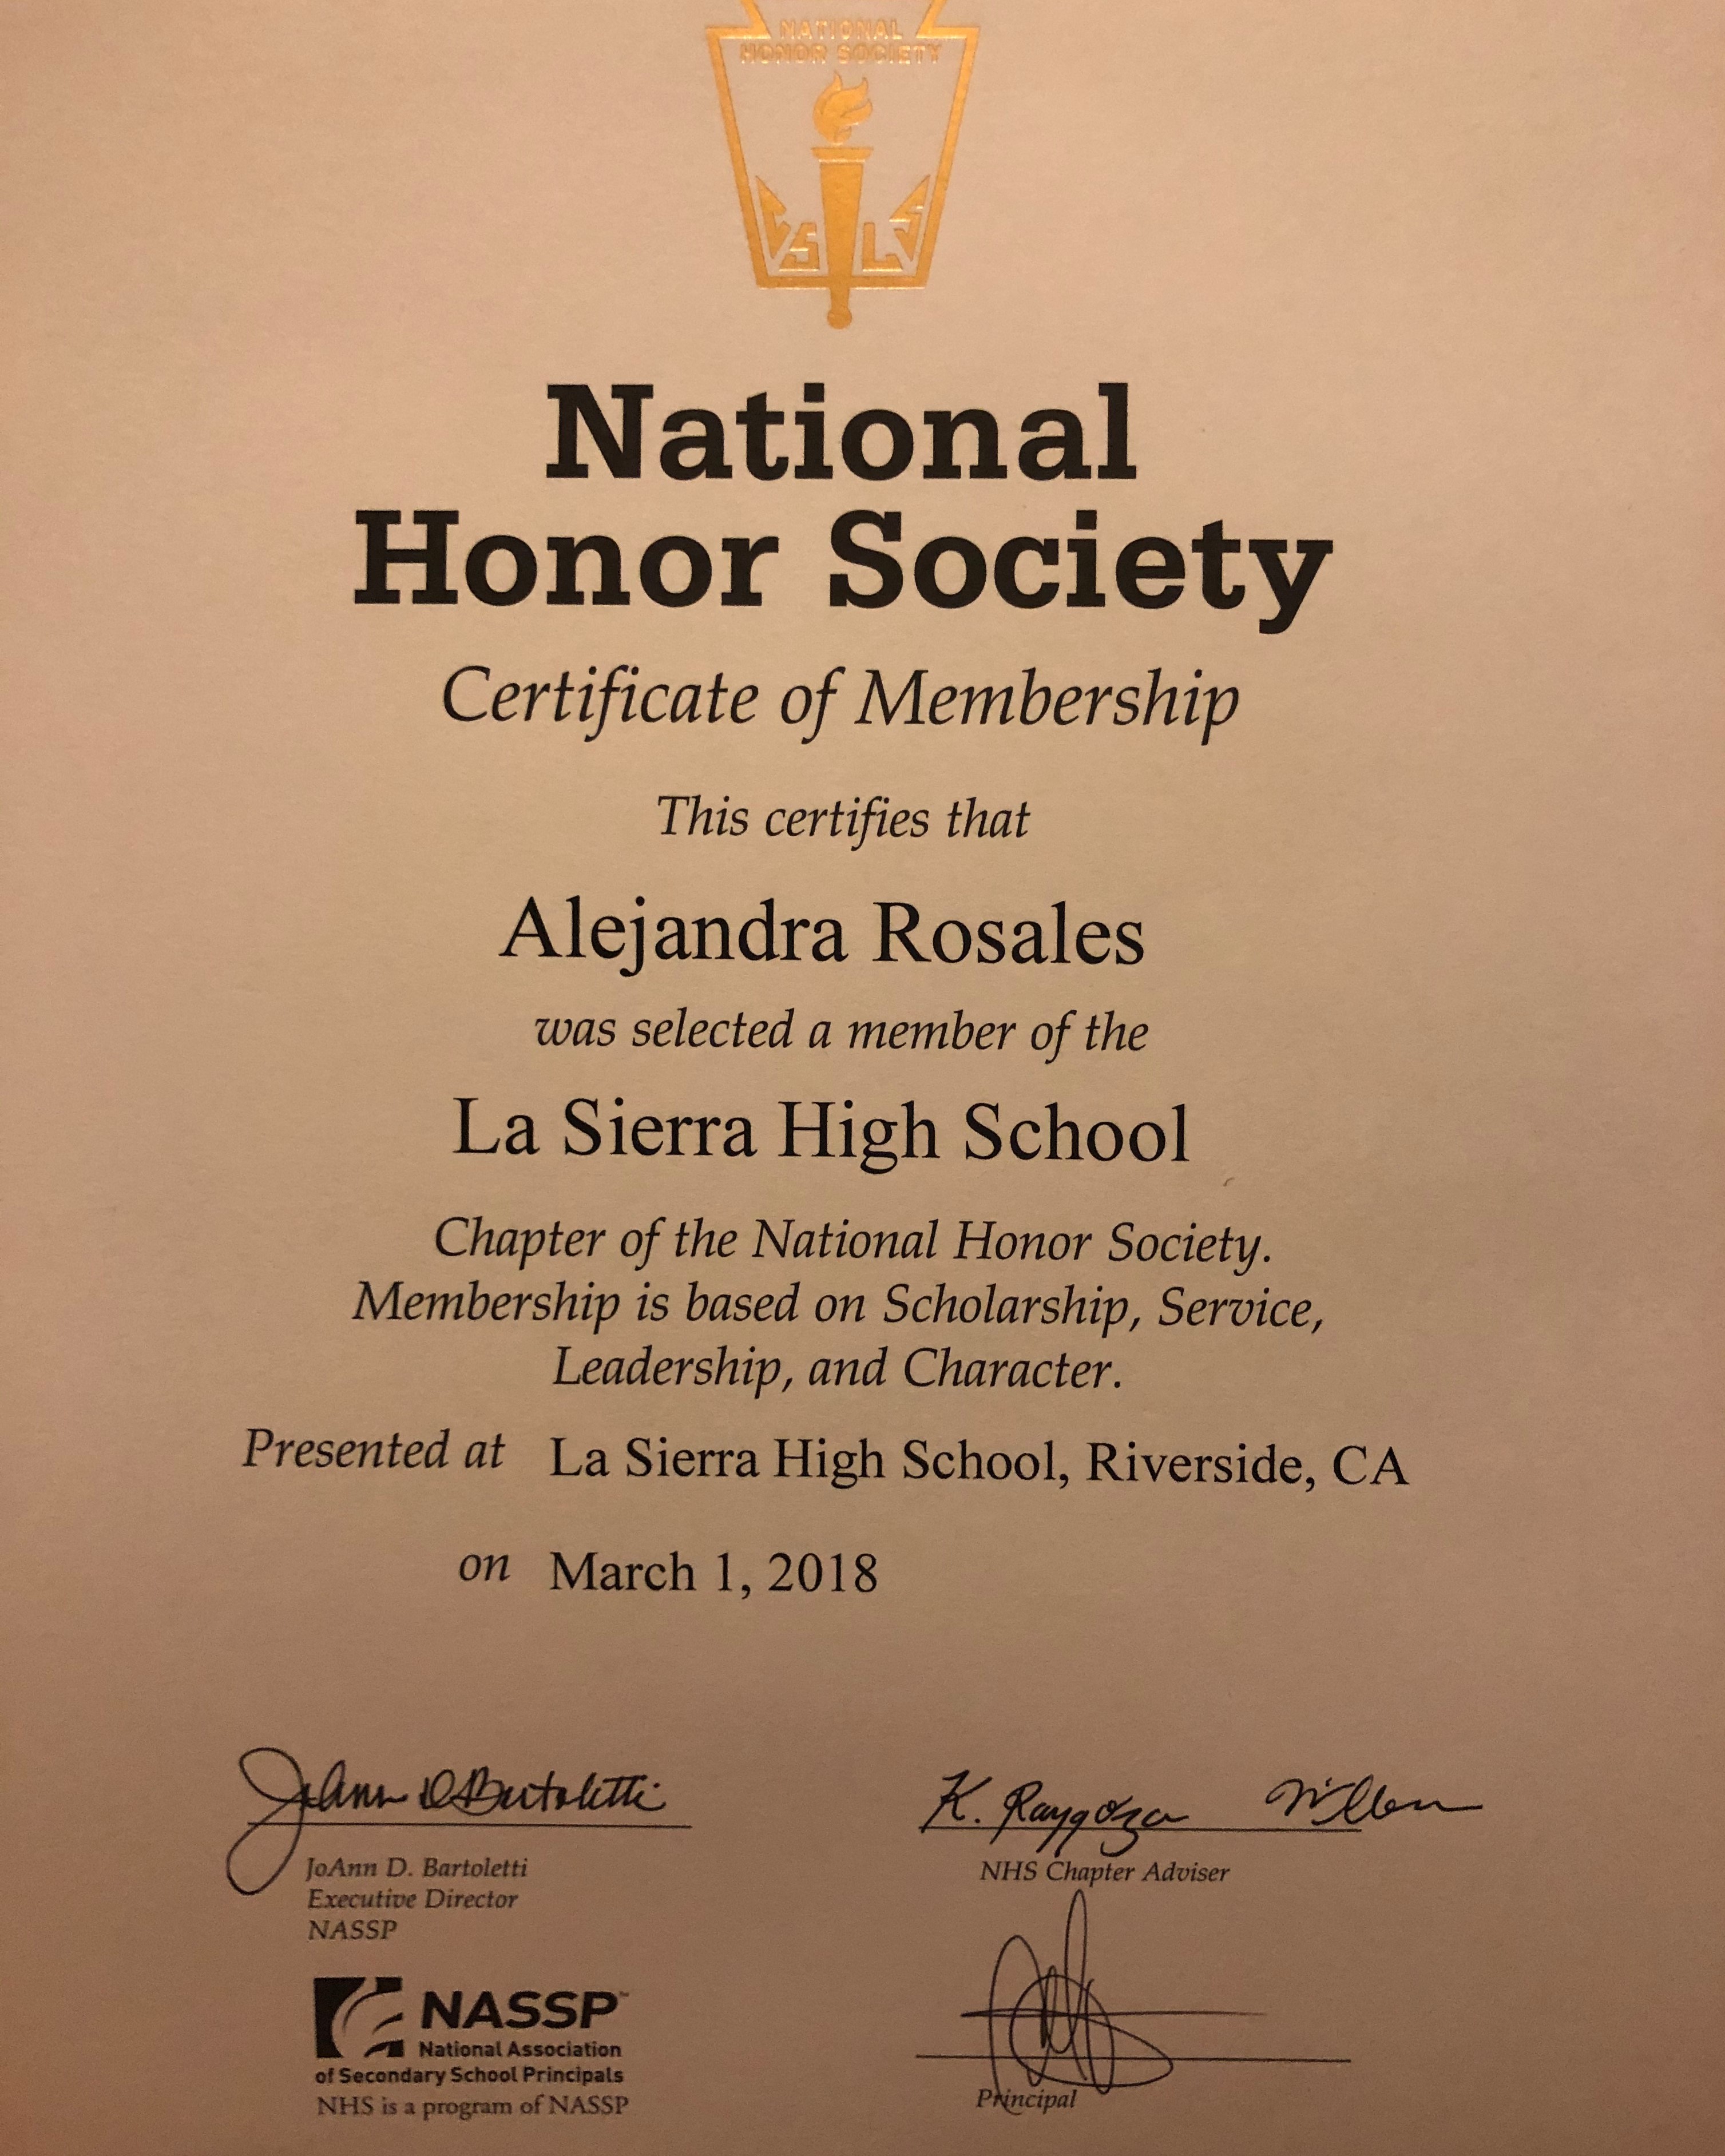 NATIONAL
HONOR SOCIETY
C S L S
National
Honor Society
Certificate of Membership
This certifies that
Alejandra Rosales
was selected a member of the
La Sierra High School
Chapter of the National Honor Society.
Membership is based on Scholarship, Service,
Leadership, and Character.
Presented at La Sierra High School, Riverside, CA
on March 1, 2018
JoAnn D Bartoletti
JoAnn D. Bartoletti
Executive Director
NASSP
NASSP™
National Association
of Secondary School Principals
NHS is a program of NASSP
K. Raygoza
NHS Chapter Adviser
Principal